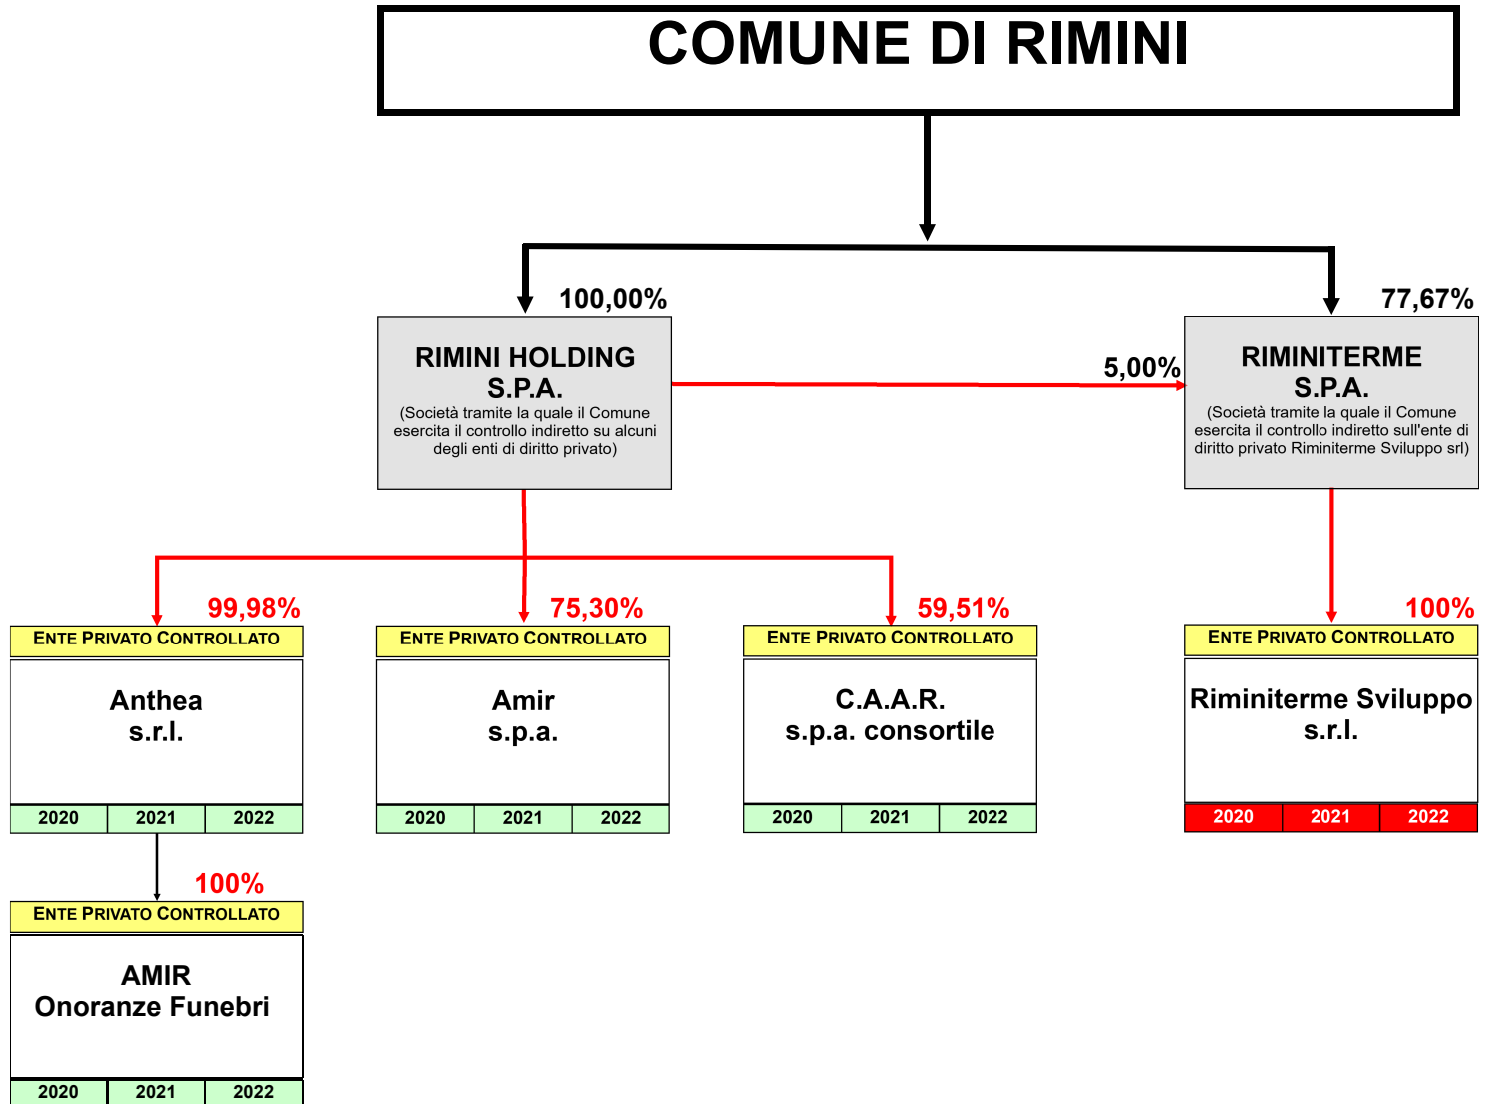 COMUNE DI RIMINI
100,00%
77,67%
RIMINI HOLDING
S.P.A.
(Società tramite la quale il Comune
esercita il controllo indiretto su alcuni
degli enti di diritto privato)
5,00%
RIMINITERME
S.P.A.
(Società tramite la quale il Comune
esercita il controllo indiretto sull'ente di
diritto privato Riminiterme Sviluppo srl)
99,98%
75,30%
59,51%
100%
ENTE PRIVATO CONTROLLATO
ENTE PRIVATO CONTROLLATO
ENTE PRIVATO CONTROLLATO
ENTE PRIVATO CONTROLLATO
Anthea
s.r.l.
Amir
s.p.a.
C.A.A.R.
s.p.a. consortile
Riminiterme Sviluppo
s.r.l.
2020 2021 2022
2020 2021 2022
2020 2021 2022
2020 2021 2022
100%
ENTE PRIVATO CONTROLLATO
AMIR
Onoranze Funebri
2020 2021 2022